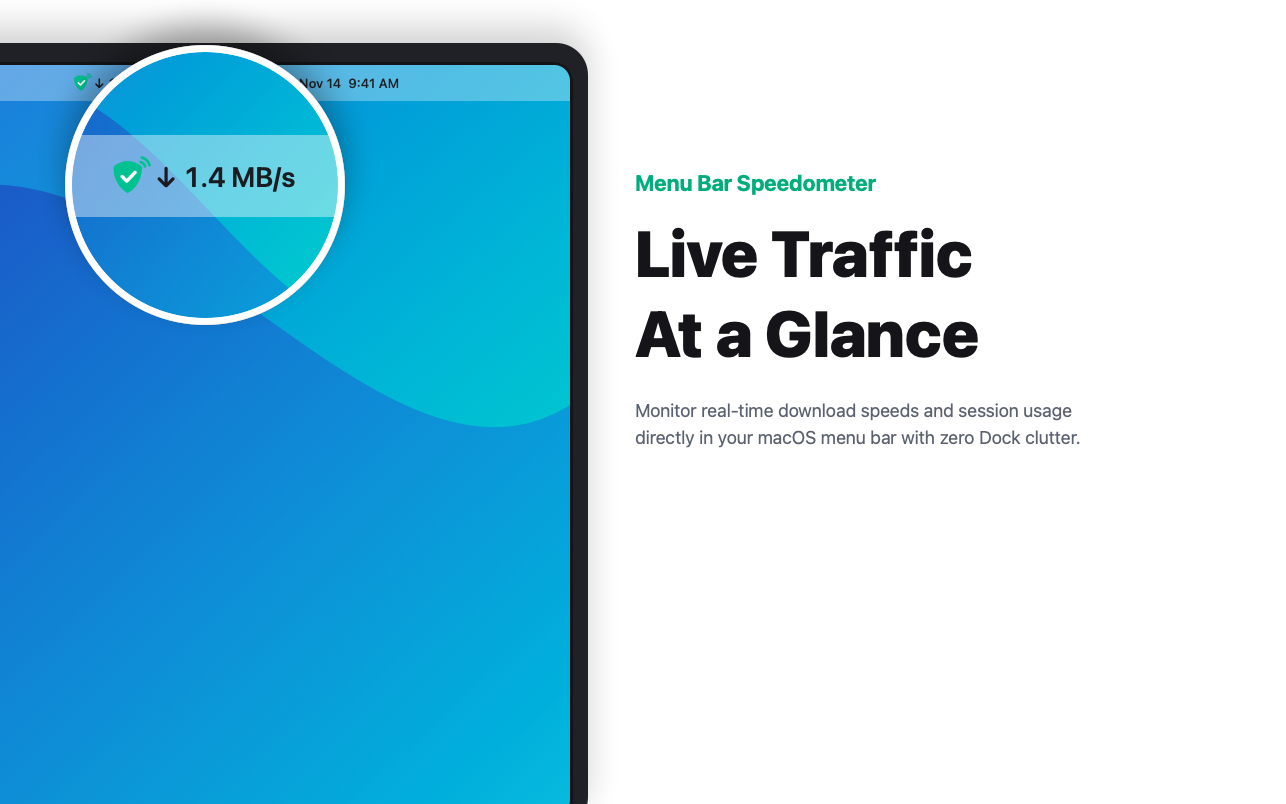 Nov 14 9:41 AM
1.4 MB/s
Menu Bar Speedometer
Live Traffic
At a Glance
Monitor real-time download speeds and session usage
directly in your macOS menu bar with zero Dock clutter.